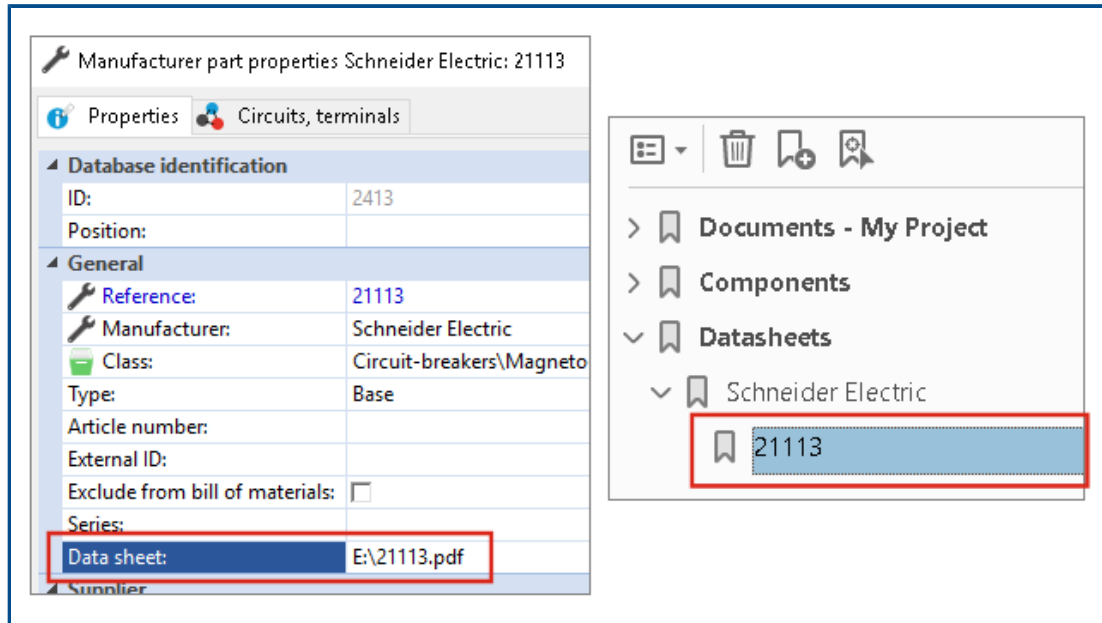 Manufacturer part properties Schneider Electric: 21113
Properties Circuits, terminals
Database identification
ID: 2413
Position:
General
Reference: 21113
Manufacturer: Schneider Electric
Class: Circuit-breakers\Magneto
Type: Base
Article number:
External ID:
Exclude from bill of materials:
Series:
Data sheet: E:\21113.pdf
Supplier
Documents - My Project
Components
Datasheets
Schneider Electric
21113